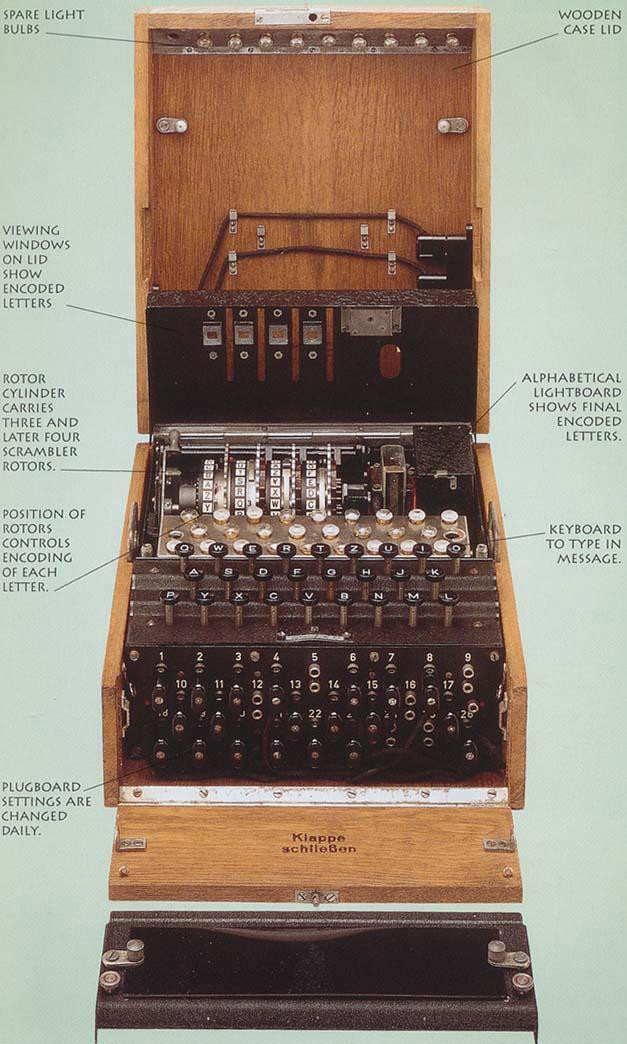 SPARE LIGHT
BULBS
WOODEN
CASE LID
VIEWING
WINDOWS
ON LID
SHOW
ENCODED
LETTERS
ROTOR
CYLINDER
CARRIES
THREE AND
LATER FOUR
SCRAMBLER
ROTORS.
ALPHABETICAL
LIGHTBOARD
SHOWS FINAL
ENCODED
LETTERS.
POSITION OF
ROTORS
CONTROLS
ENCODING
OF EACH
LETTER.
KEYBOARD
TO TYPE IN
MESSAGE.
Q W E R T Z U I O
A S D F G H J K
P Y X C V B N M L
1 2 3 4 5 6 7 8 9
10 11 12 13 14 15 16 17
22
PLUGBOARD
SETTINGS ARE
CHANGED
DAILY.
Klappe
schließen